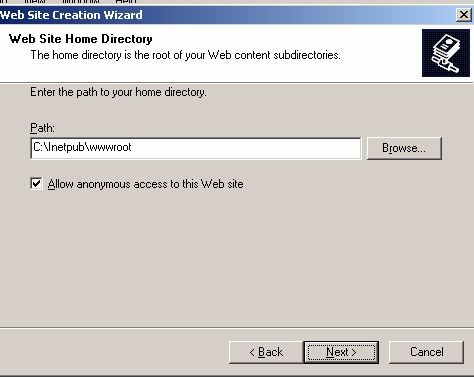 Web Site Creation Wizard
Web Site Home Directory
The home directory is the root of your Web content subdirectories.
Enter the path to your home directory.
Path:
C:\Inetpub\wwwroot
Browse...
Allow anonymous access to this Web site
< Back
Next >
Cancel